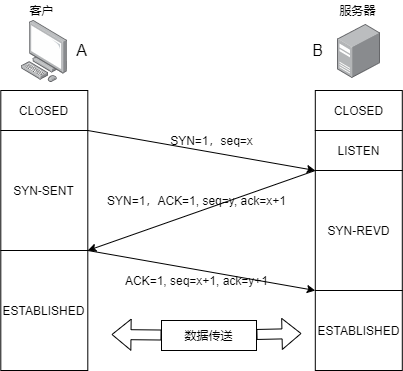 客户
服务器
A
B
CLOSED
CLOSED
SYN=1，seq=x
LISTEN
SYN-SENT
SYN=1，ACK=1, seq=y, ack=x+1
SYN-REVD
ACK=1, seq=x+1, ack=y+1
ESTABLISHED
数据传送
ESTABLISHED